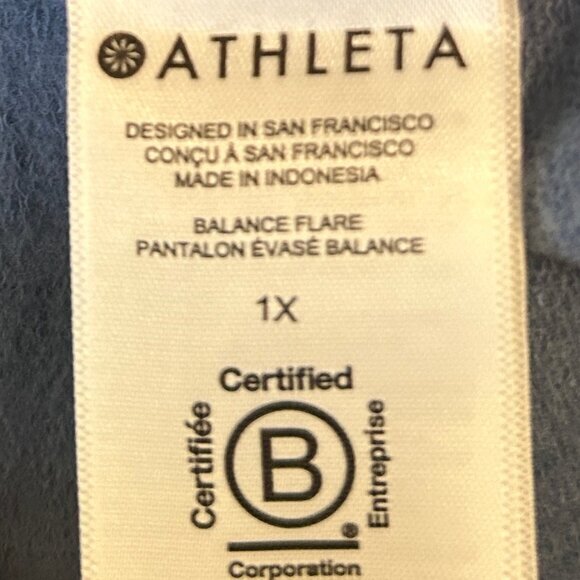 ATHLETA
DESIGNED IN SAN FRANCISCO
CONÇU À SAN FRANCISCO
MADE IN INDONESIA
BALANCE FLARE
PANTALON ÉVASÉ BALANCE
1X
Certified
Certifiée
B
Entreprise
®
Corporation